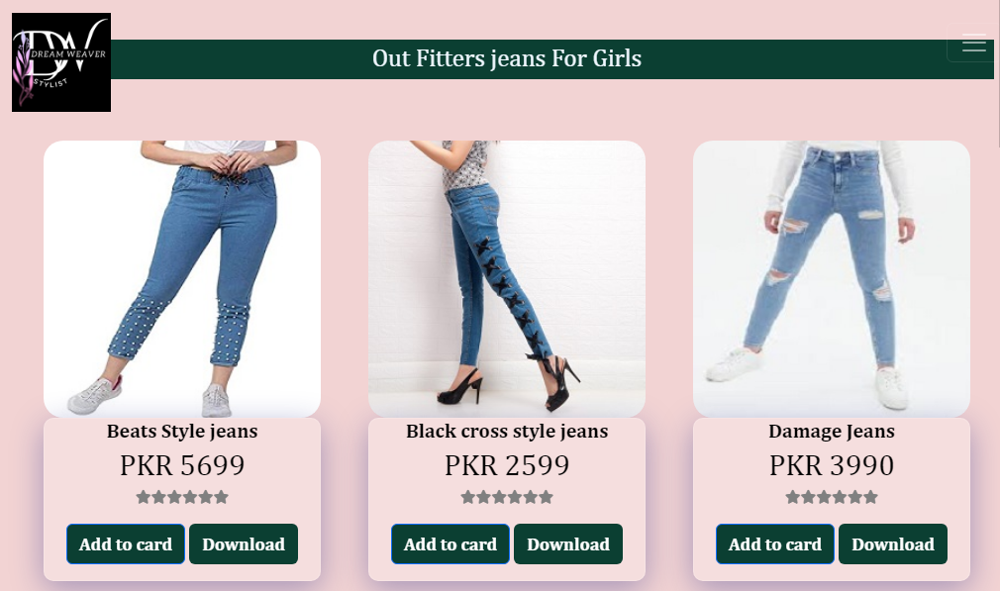 DW
DREAM WEAVER
STYLIST
Out Fitters jeans For Girls
Beats Style jeans
PKR 5699
Add to card Download
Black cross style jeans
PKR 2599
Add to card Download
Damage Jeans
PKR 3990
Add to card Download